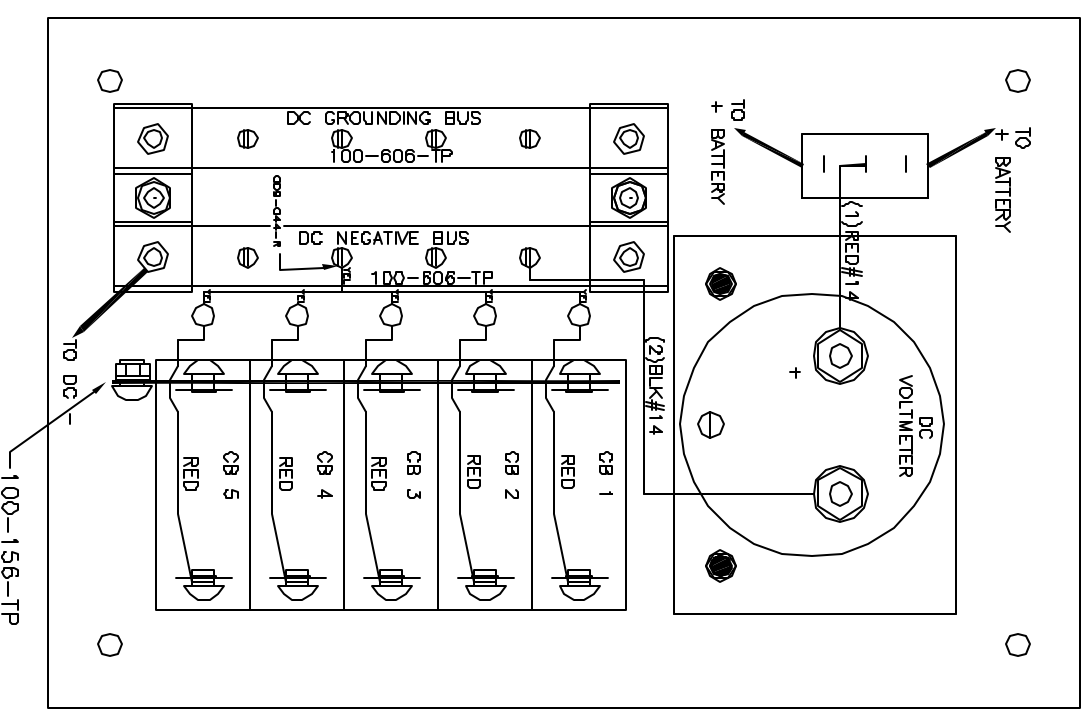 DC GROUNDING BUS
100-606-TP
DC NEGATIVE BUS
100-606-TP
TO
+ BATTERY
TO
+ BATTERY
(1)RED#14
(2)BLK#14
+
DC
VOLTMETER
TO DC -
100-156-TP
CB 5
RED
CB 4
RED
CB 3
RED
CB 2
RED
CB 1
RED